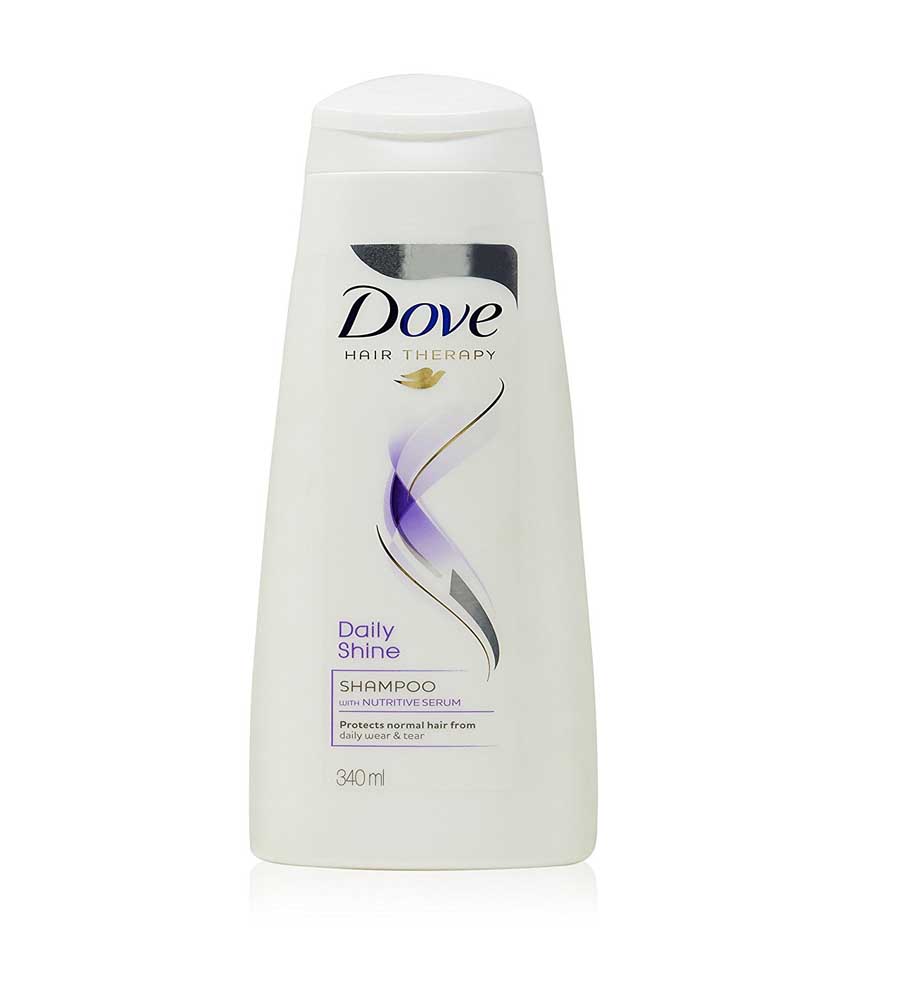 Dove
HAIR THERAPY
Daily
Shine
SHAMPOO
WITH NUTRITIVE SERUM
Protects normal hair from
daily wear & tear
340 ml